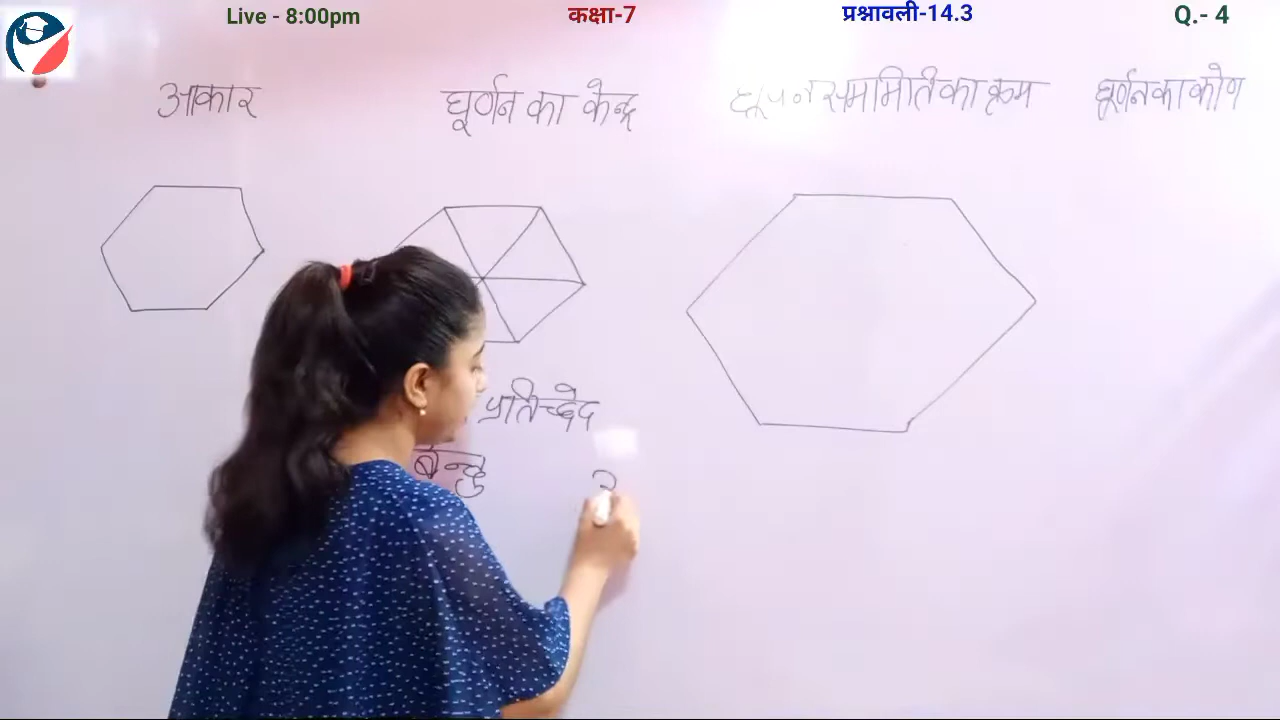 Live - 8:00pm कक्षा-7 प्रश्नावली-14.3 Q.- 4
आकार घूर्णन का केन्द्र घूर्णन सममिति का क्रम घूर्णन का कोण
प्रतिच्छेद
बिन्दु